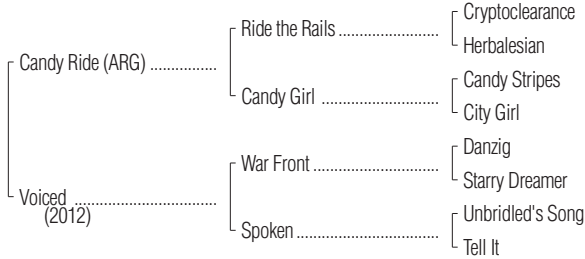 Cryptoclearance
Ride the Rails
Herbalesian
Candy Ride (ARG)
Candy Stripes
Candy Girl
City Girl
Danzig
War Front
Starry Dreamer
Voiced
(2012)
Unbridled's Song
Spoken
Tell It